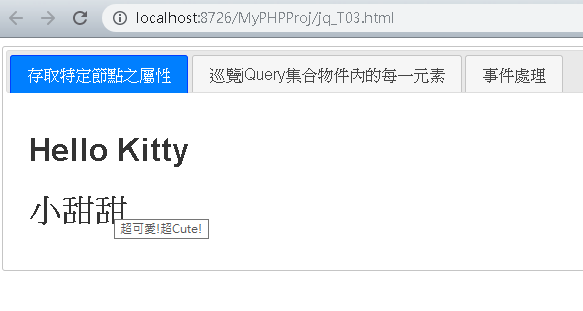 localhost:8726/MyPHPProj/jq_T03.html
存取特定節點之屬性 巡覽jQuery集合物件內的每一元素 事件處理
Hello Kitty
小甜甜
超可愛!超Cute!